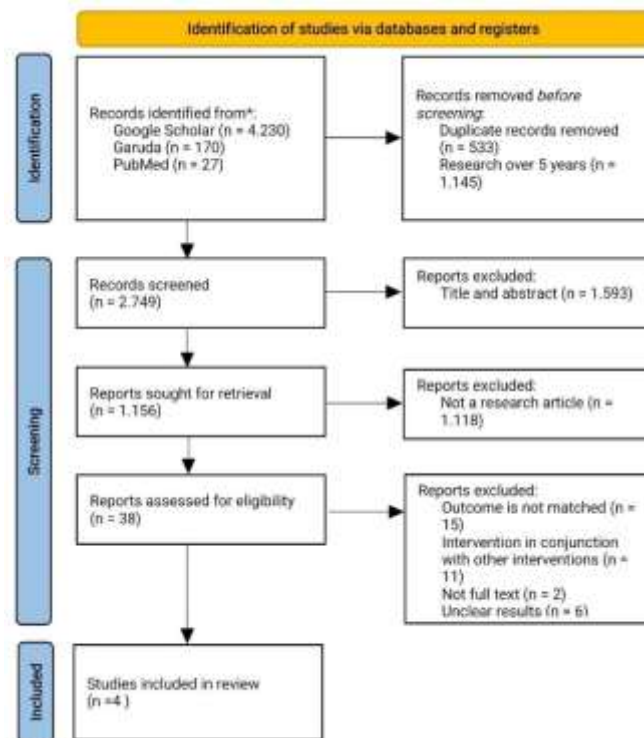 Identification of studies via databases and registers
Identification
Records identified from*:
Google Scholar (n = 4.230)
Garuda (n = 170)
PubMed (n = 27)
Records removed before
screening:
Duplicate records removed
(n = 533)
Research over 5 years (n =
1.145)
Screening
Records screened
(n = 2.749)
Reports excluded:
Title and abstract (n = 1.593)
Reports sought for retrieval
(n = 1.156)
Reports excluded:
Not a research article (n =
1.118)
Reports assessed for eligibility
(n = 38)
Reports excluded:
Outcome is not matched (n =
15)
Intervention in conjunction
with other interventions (n =
11)
Not full text (n = 2)
Unclear results (n = 6)
Included
Studies included in review
(n =4 )